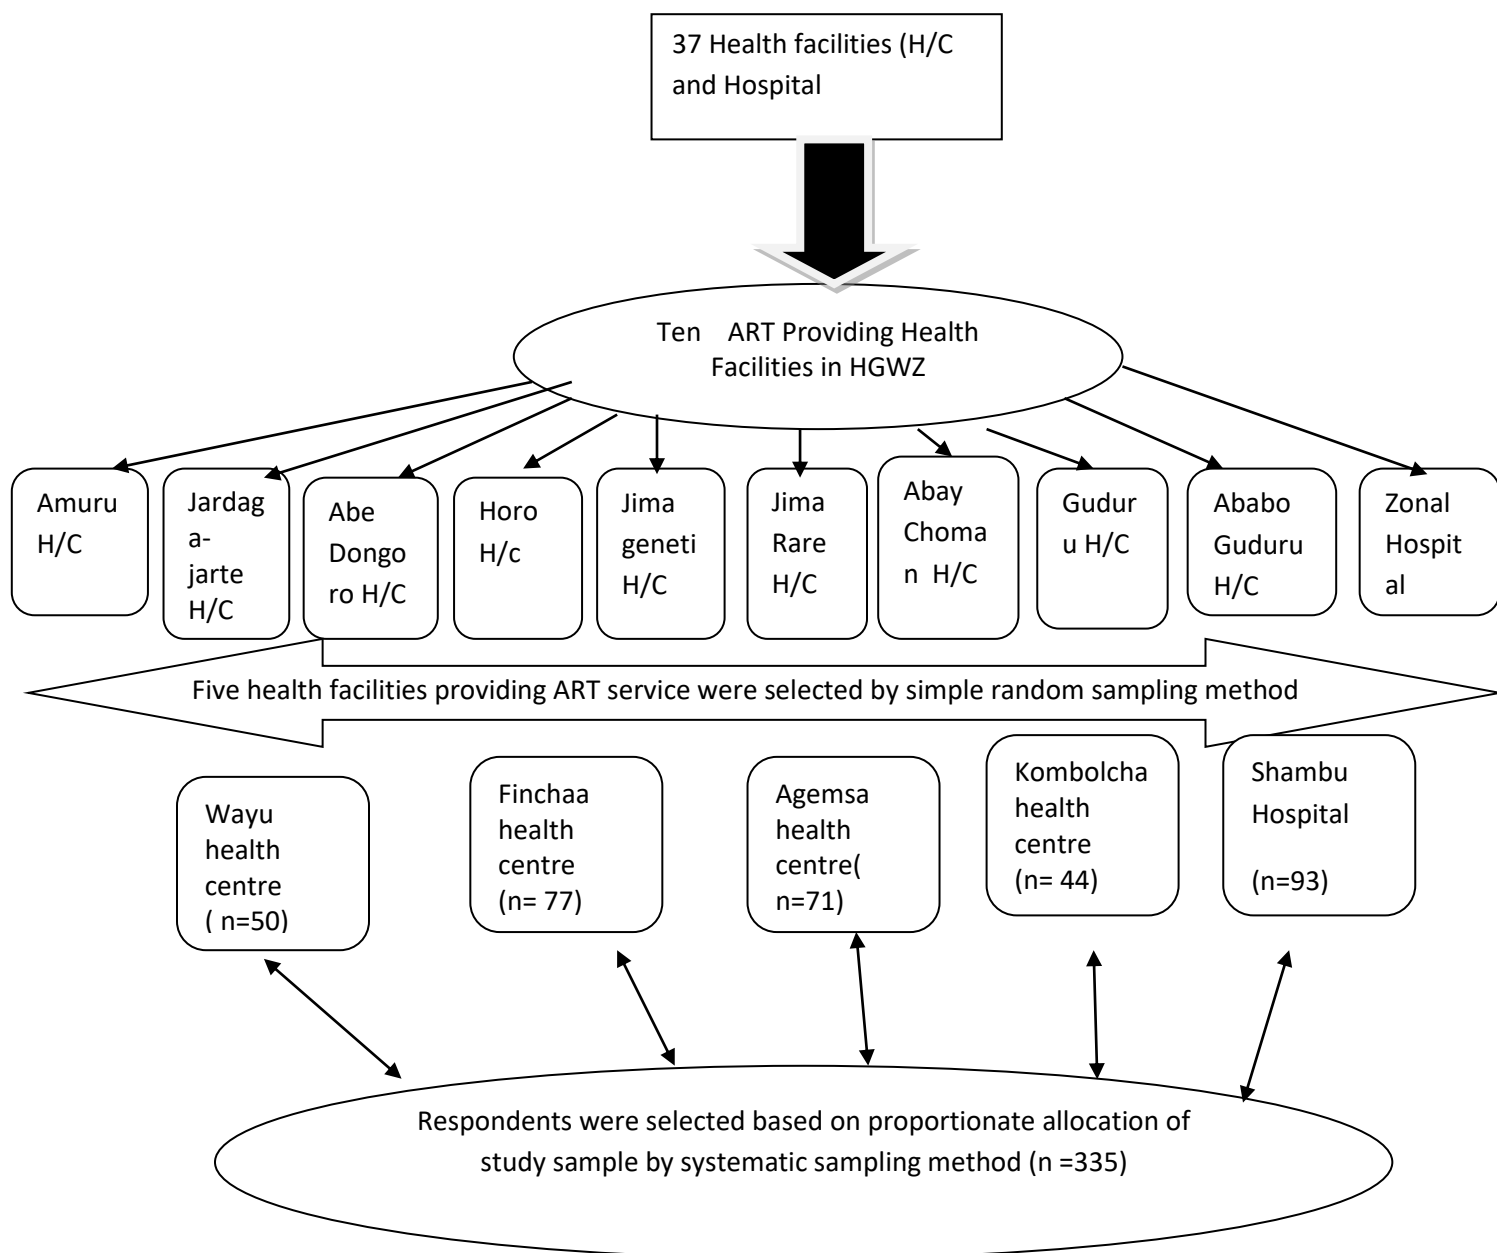 37 Health facilities (H/C
and Hospital
Ten ART Providing Health
Facilities in HGWZ
Amuru
H/C
Jardag
a-
jarte
H/C
Abe
Dongo
ro H/C
Horo
H/c
Jima
geneti
H/C
Jima
Rare
H/C
Abay
Choma
n H/C
Gudur
u H/C
Ababo
Guduru
H/C
Zonal
Hospit
al
Five health facilities providing ART service were selected by simple random sampling method
Wayu
health
centre
( n=50)
Finchaa
health
centre
(n= 77)
Agemsa
health
centre(
n=71)
Kombolcha
health
centre
(n= 44)
Shambu
Hospital
(n=93)
Respondents were selected based on proportionate allocation of
study sample by systematic sampling method (n =335)